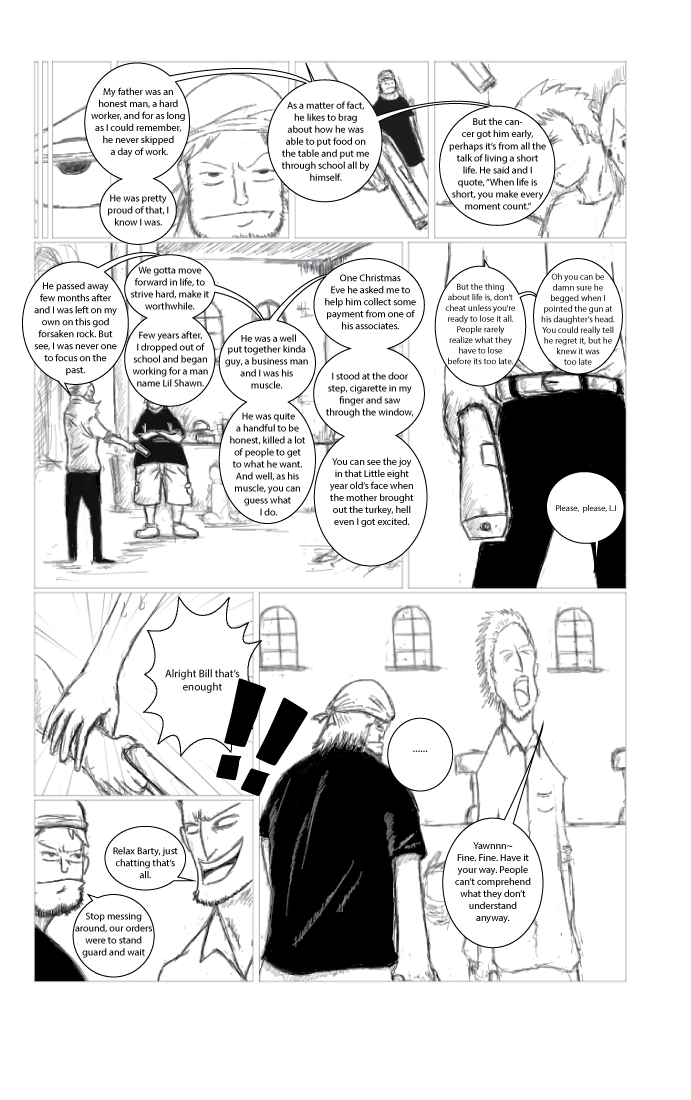 My father was an
honest man, a hard
worker, and for as long
as I could remember,
he never skipped
a day of work.
He was pretty
proud of that, I
know I was.
As a matter of fact,
he likes to brag
about how he was
able to put food on
the table and put me
through school all by
himself.
But the can-
cer got him early,
perhaps it's from all the
talk of living a short
life. He said and I
quote, "When life is
short, you make every
moment count."
He passed away
few months after
and I was left on my
own on this god
forsaken rock. But
see, I was never one
to focus on the
past.
We gotta move
forward in life, to
strive hard, make it
worthwhile.
Few years after,
I dropped out of
school and began
working for a man
name Lil Shawn.
He was a well
put together kinda
guy, a business man
and I was his
muscle.
He was quite
a handful to be
honest, killed a lot
of people to get
to what he want.
And well, as his
muscle, you can
guess what
I do.
One Christmas
Eve he asked me to
help him collect some
payment from one of
his associates.
I stood at the door
step, cigarette in my
finger and saw
through the window,
You can see the joy
in that Little eight
year old's face when
the mother brought
out the turkey, hell
even I got excited.
But the thing
about life is, don't
cheat unless you're
ready to lose it all.
People rarely
realize what they
have to lose
before its too late.
Oh you can be
damn sure he
begged when I
pointed the gun at
his daughter's head.
You could really tell
he regret it, but he
knew it was
too late
Please, please, I..I
Alright Bill that's
enought
!!
......
Yawnnn~
Fine. Fine. Have it
your way. People
can't comprehend
what they don't
understand
anyway.
Relax Barty, just
chatting that's
all.
Stop messing
around, our orders
were to stand
guard and wait